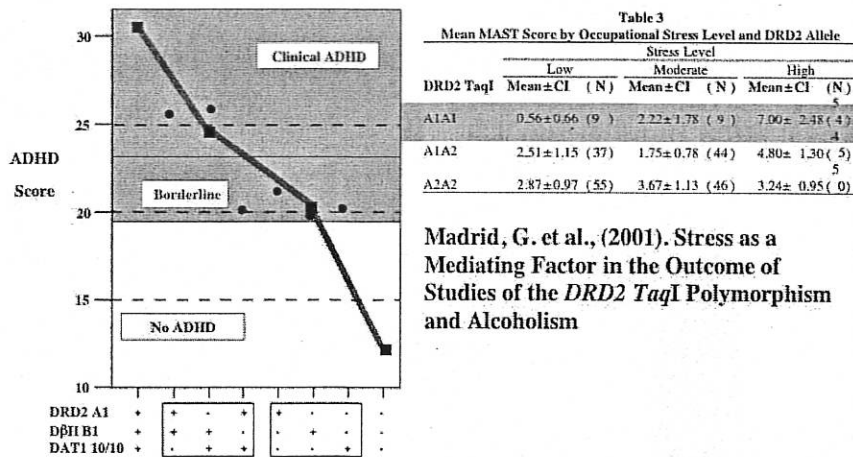 30
25
20
15
10
ADHD
Score
Clinical ADHD
Borderline
No ADHD
DRD2 A1 + + - + + - - -
DβH B1 + + + - - + - -
DAT1 10/10 + - + + - - + -
Table 3
Mean MAST Score by Occupational Stress Level and DRD2 Allele
Stress Level
Low Moderate High
DRD2 TaqI Mean±CI (N) Mean±CI (N) Mean±CI (N)
5
A1A1 0.56±0.66 (9 ) 2.22±1.78 ( 9 ) 7.00± 2.48 ( 4 )
4
A1A2 2.51±1.15 (37) 1.75±0.78 (44) 4.80± 1.30 ( 5)
5
A2A2 2.87±0.97 (55) 3.67±1.13 (46) 3.24± 0.95 ( 0)
Madrid, G. et al., (2001). Stress as a
Mediating Factor in the Outcome of
Studies of the DRD2 TaqI Polymorphism
and Alcoholism